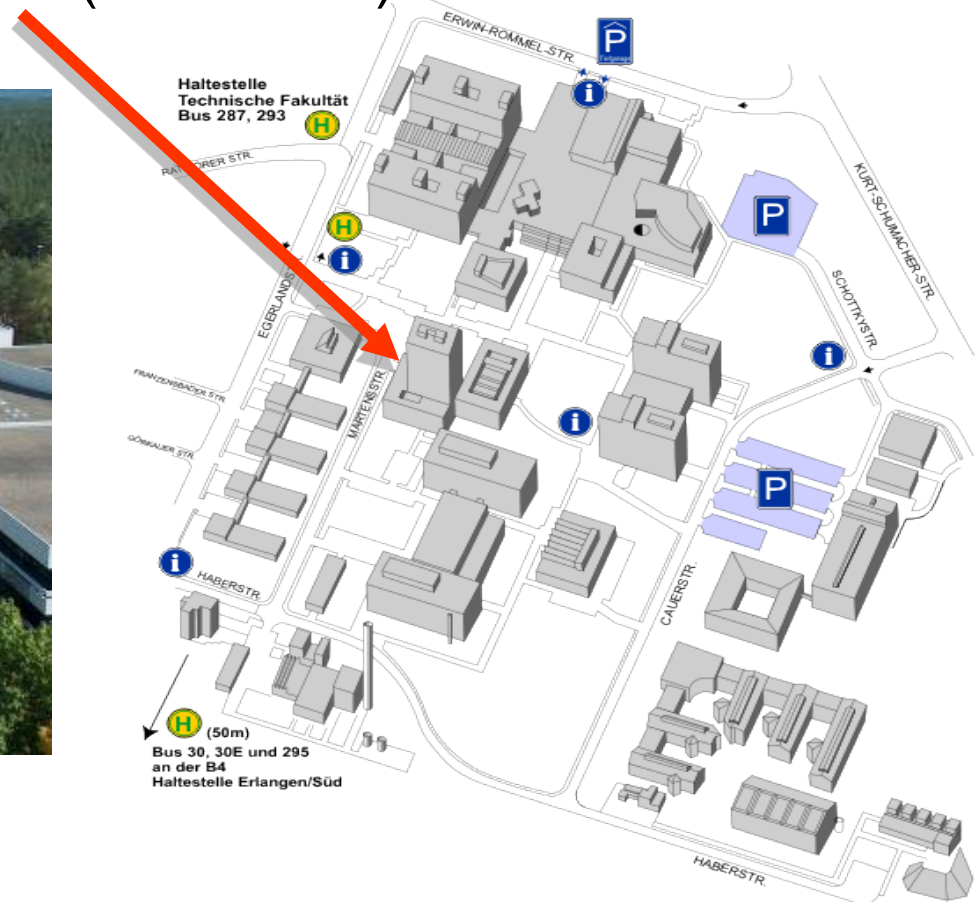 ERWIN-ROMMEL-STR.
P
Tiefgarage
Haltestelle
Technische Fakultät
Bus 287, 293
H
i
KURT-SCHUMACHER-STR.
P
H
i
EGERLANDSTR.
SCHOTTKYSTR.
i
FRANZENSBADER STR.
MARTENSSTR.
i
GÖRKAUER STR.
P
i
HABERSTR.
CAUERSTR.
H (50m)
Bus 30, 30E und 295
an der B4
Haltestelle Erlangen/Süd
HABERSTR.